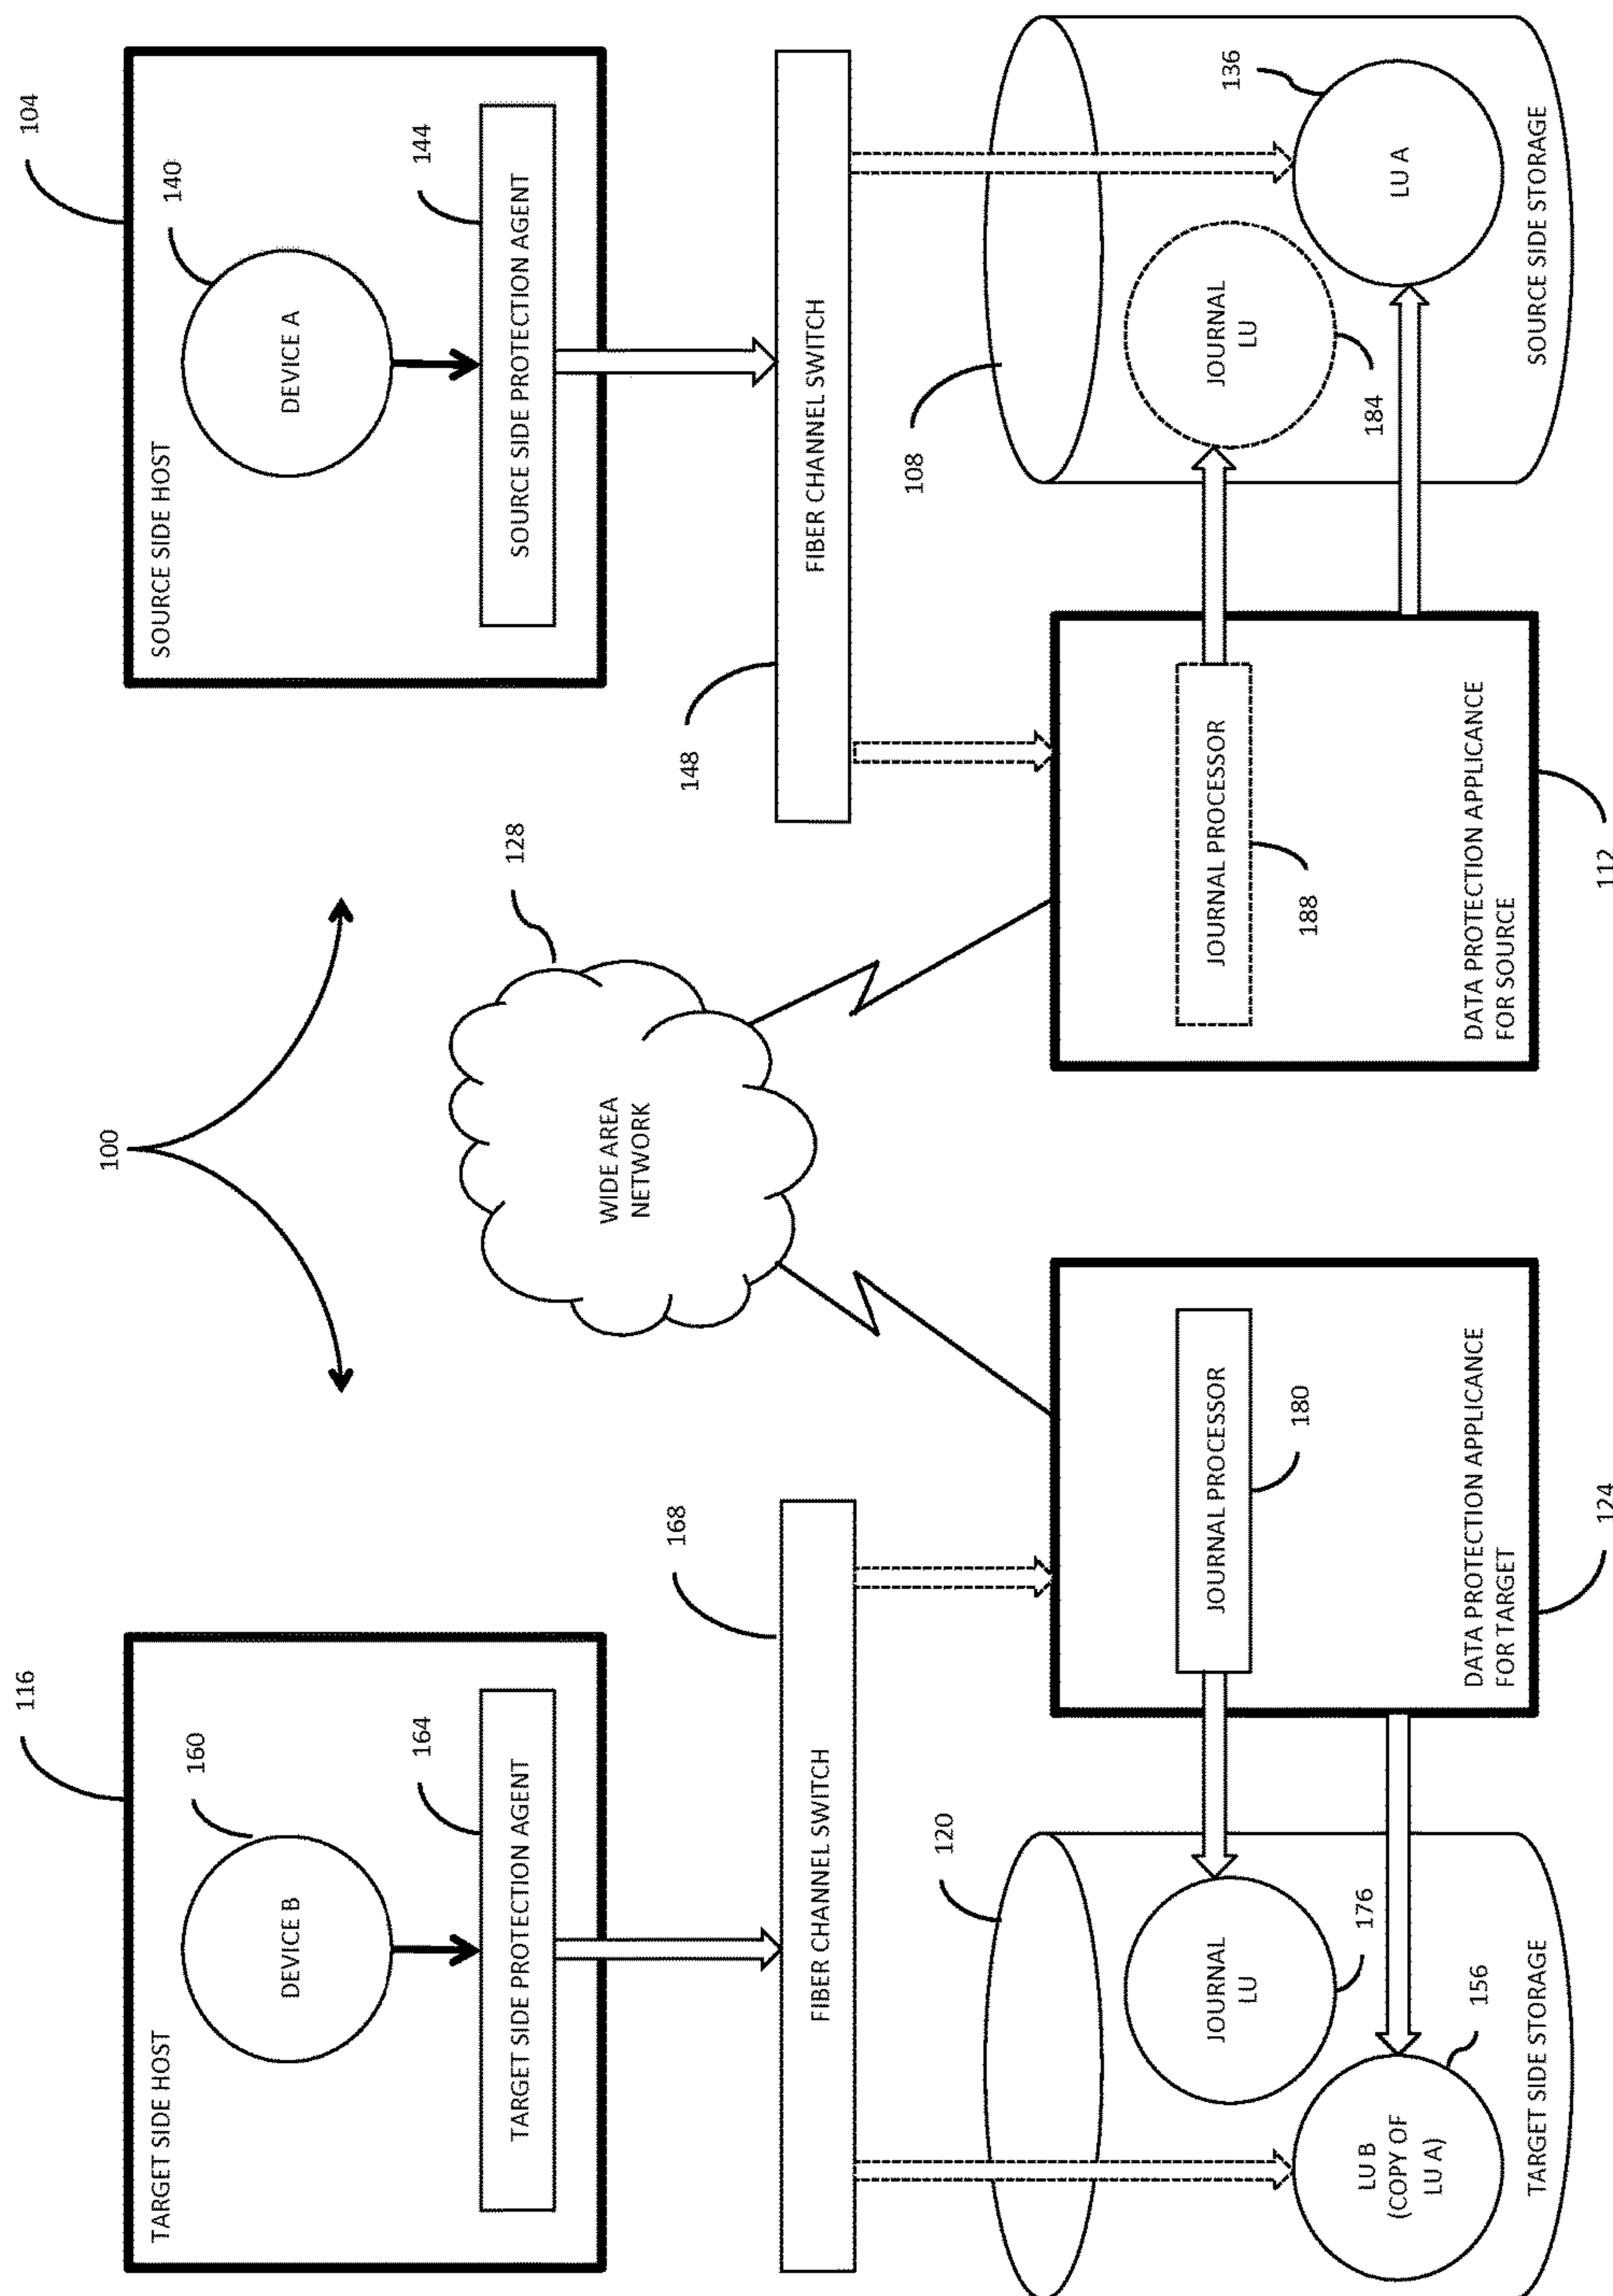 100
116
TARGET SIDE HOST
160
DEVICE B
164
TARGET SIDE PROTECTION AGENT
168
FIBER CHANNEL SWITCH
120
JOURNAL
LU
176
LU B
(COPY OF
LU A)
156
TARGET SIDE STORAGE
JOURNAL PROCESSOR
180
DATA PROTECTION APPLICANCE
FOR TARGET
124
128
WIDE AREA
NETWORK
104
SOURCE SIDE HOST
140
DEVICE A
144
SOURCE SIDE PROTECTION AGENT
148
FIBER CHANNEL SWITCH
JOURNAL PROCESSOR
188
DATA PROTECTION APPLICANCE
FOR SOURCE
112
108
JOURNAL
LU
184
136
LU A
SOURCE SIDE STORAGE